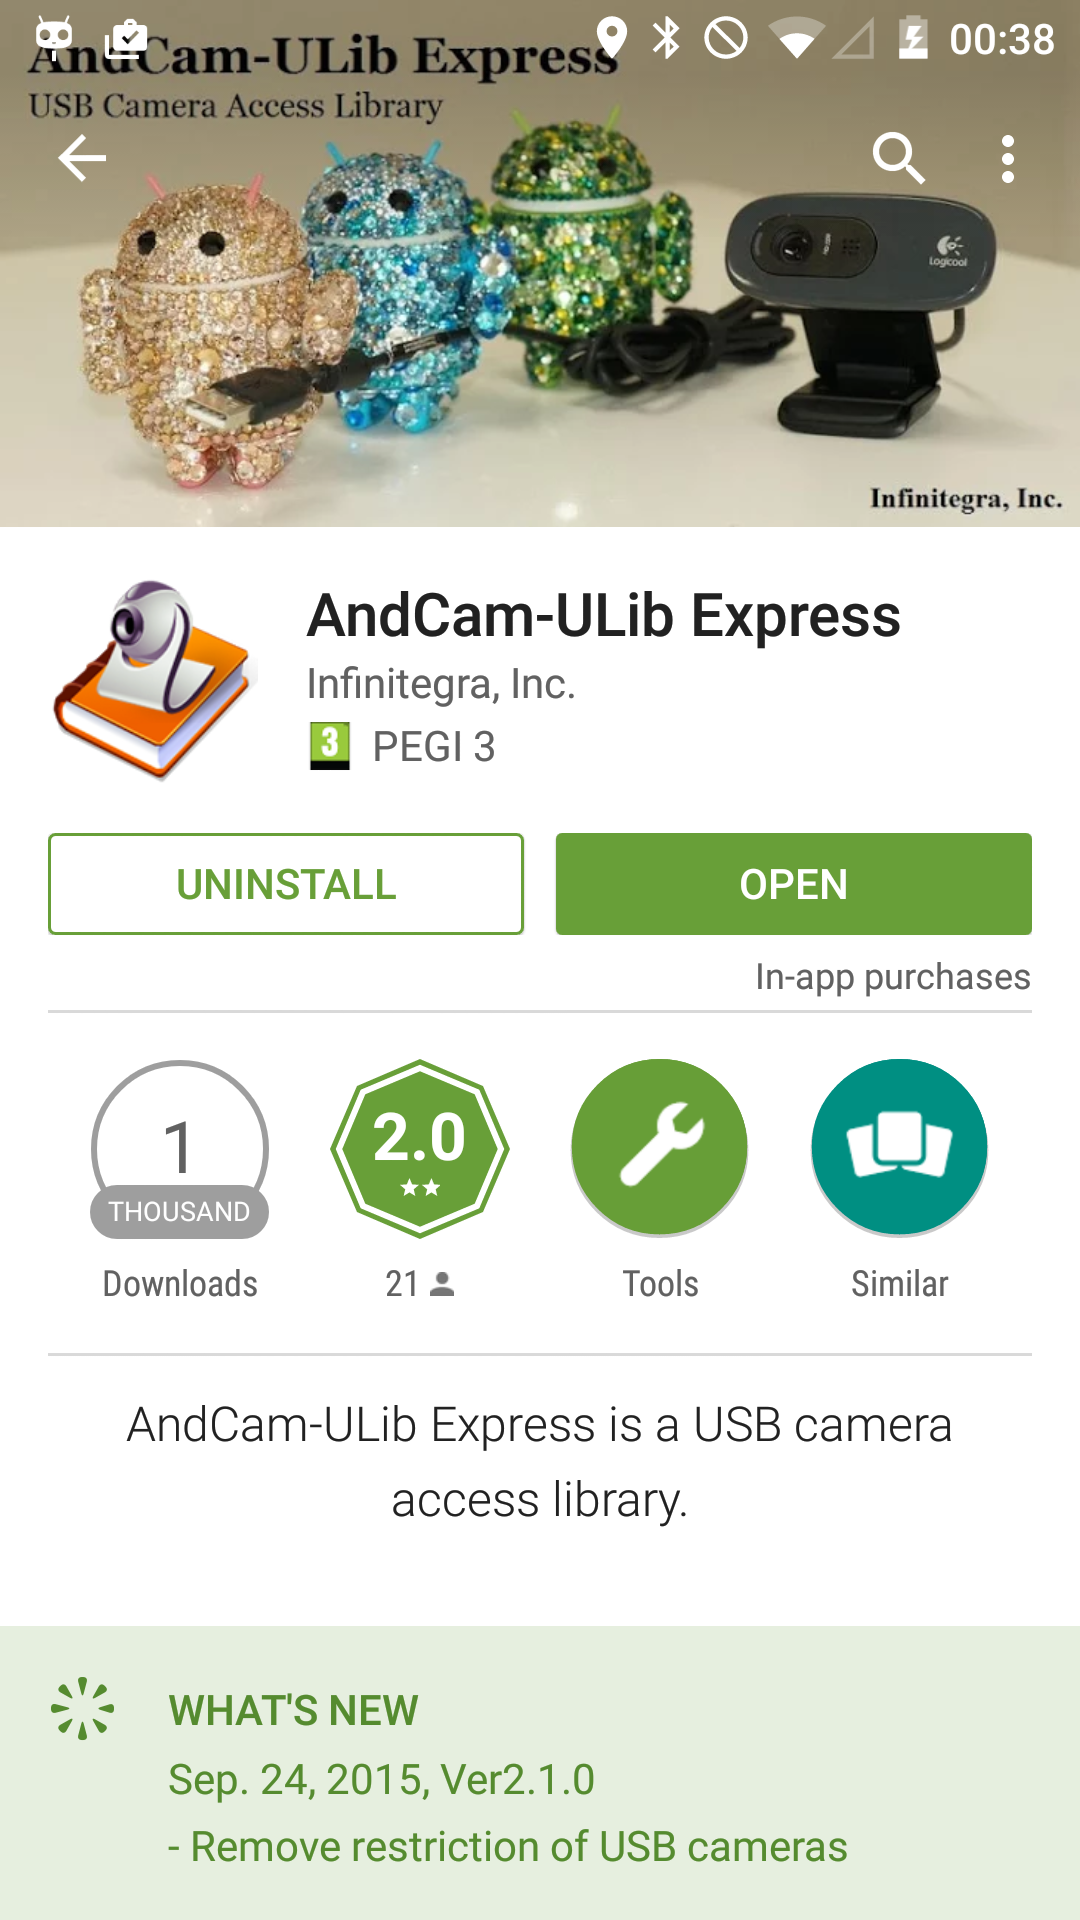 00:38
AndCam-ULib Express
USB Camera Access Library
Logicool
Infinitegra, Inc.
AndCam-ULib Express
Infinitegra, Inc.
3 PEGI 3
UNINSTALL OPEN
In-app purchases
1 THOUSAND
2.0
Downloads 21 Tools Similar
AndCam-ULib Express is a USB camera
access library.
WHAT'S NEW
Sep. 24, 2015, Ver2.1.0
- Remove restriction of USB cameras